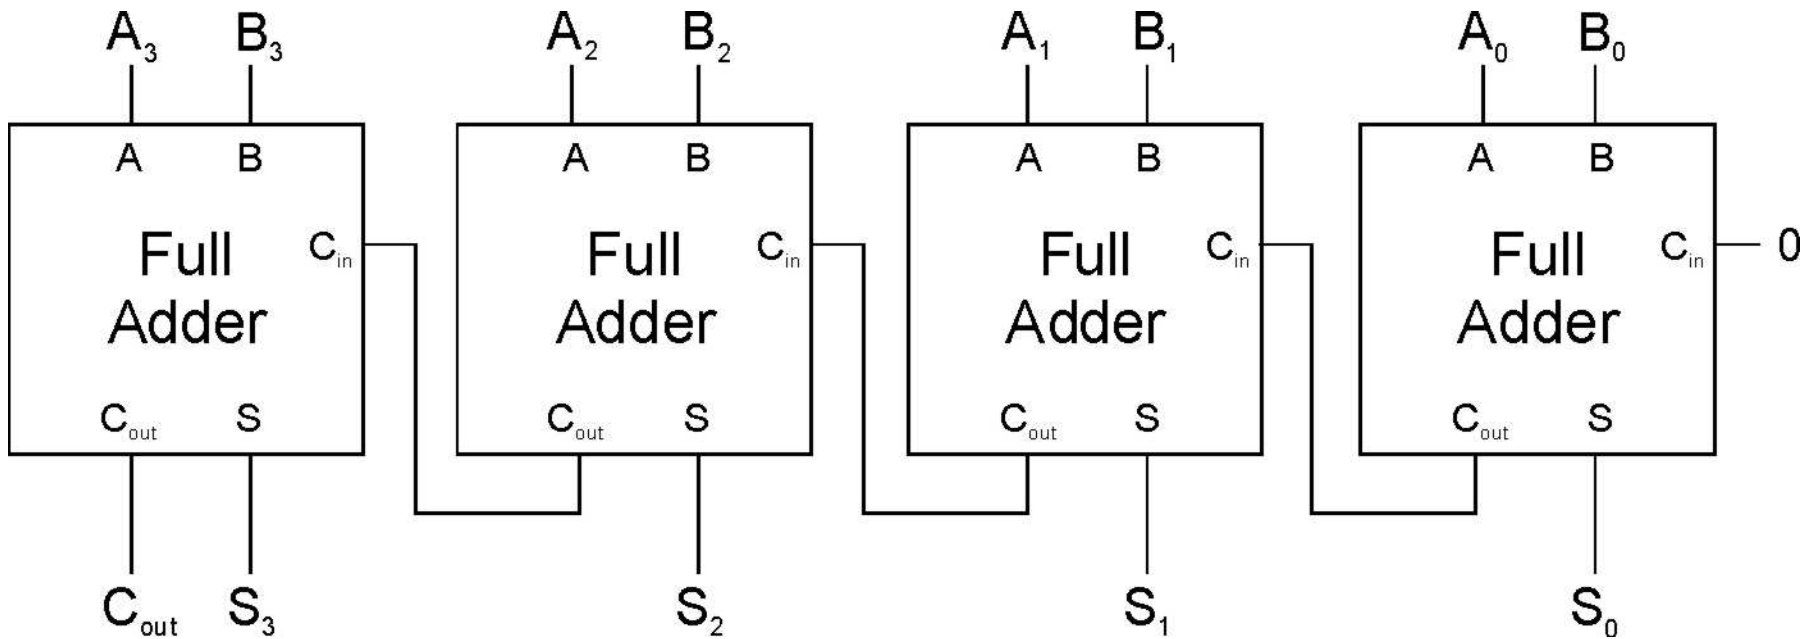 A3 B3 A2 B2 A1 B1 A0 B0
A B A B A B A B
Full Cin Full Cin Full Cin Full Cin 0
Adder Adder Adder Adder
Cout S Cout S Cout S Cout S
Cout S3 S2 S1 S0